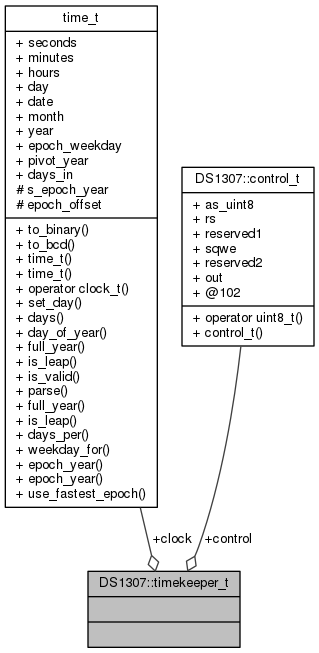 time_t
+ seconds
+ minutes
+ hours
+ day
+ date
+ month
+ year
+ epoch_weekday
+ pivot_year
+ days_in
# s_epoch_year
# epoch_offset
+ to_binary()
+ to_bcd()
+ time_t()
+ time_t()
+ operator clock_t()
+ set_day()
+ days()
+ day_of_year()
+ full_year()
+ is_leap()
+ is_valid()
+ parse()
+ full_year()
+ is_leap()
+ days_per()
+ weekday_for()
+ epoch_year()
+ epoch_year()
+ use_fastest_epoch()
DS1307::control_t
+ as_uint8
+ rs
+ reserved1
+ sqwe
+ reserved2
+ out
+ @102
+ operator uint8_t()
+ control_t()
+clock
+control
DS1307::timekeeper_t